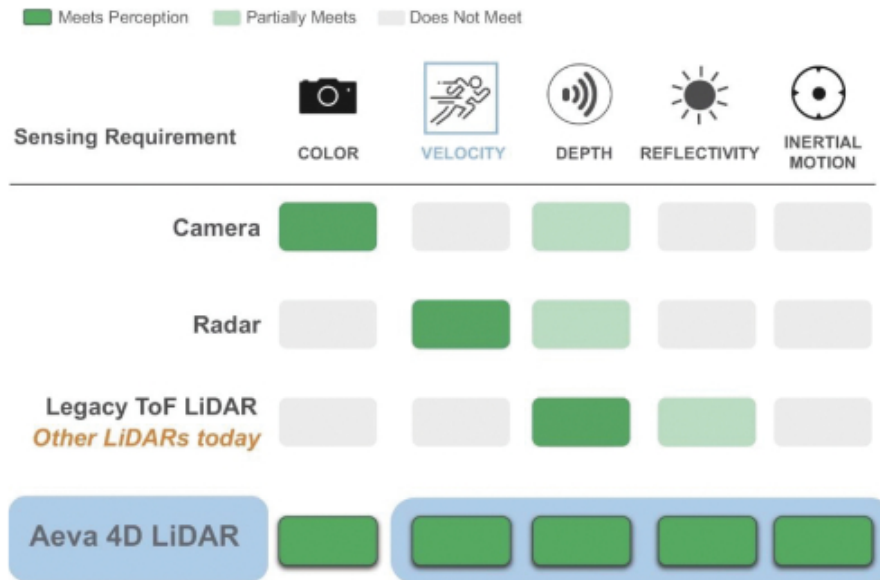 Meets Perception Partially Meets Does Not Meet
Sensing Requirement
COLOR VELOCITY DEPTH REFLECTIVITY INERTIAL MOTION
Camera
Radar
Legacy ToF LiDAR
Other LiDARs today
Aeva 4D LiDAR